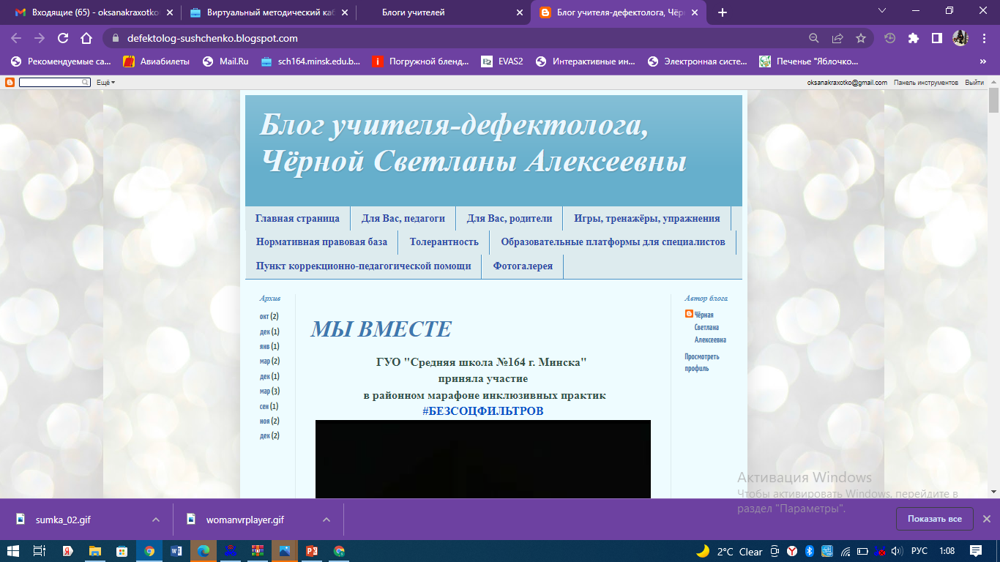 Входящие (65) - oksanakraxotko
Виртуальный методический каб
Блоги учителей
Блог учителя-дефектолога, Чёрн
defektolog-sushchenko.blogspot.com
Рекомендуемые са...
Авиабилеты
Mail.Ru
sch164.minsk.edu.b...
Погружной бленд...
EVAS2
Интерактивные ин...
Электронная систе...
Печенье "Яблочко...
»
Ещё
oksanakraxotko@gmail.com
Панель инструментов
Выйти
Блог учителя-дефектолога,
Чёрной Светланы Алексеевны
Главная страница
Для Вас, педагоги
Для Вас, родители
Игры, тренажёры, упражнения
Нормативная правовая база
Толерантность
Образовательные платформы для специалистов
Пункт коррекционно-педагогической помощи
Фотогалерея
Архив
окт (2)
дек (1)
янв (1)
мар (2)
дек (1)
мар (3)
сен (1)
ноя (2)
дек (2)
МЫ ВМЕСТЕ
ГУО "Средняя школа №164 г. Минска"
приняла участие
в районном марафоне инклюзивных практик
#БЕЗСОЦФИЛЬТРОВ
Автор блога
Чёрная
Светлана
Алексеевна
Просмотреть
профиль
Активация Windows
Чтобы активировать Windows, перейдите в
раздел "Параметры".
sumka_02.gif
womanvrplayer.gif
Показать все
2°C Clear
РУС
1:08